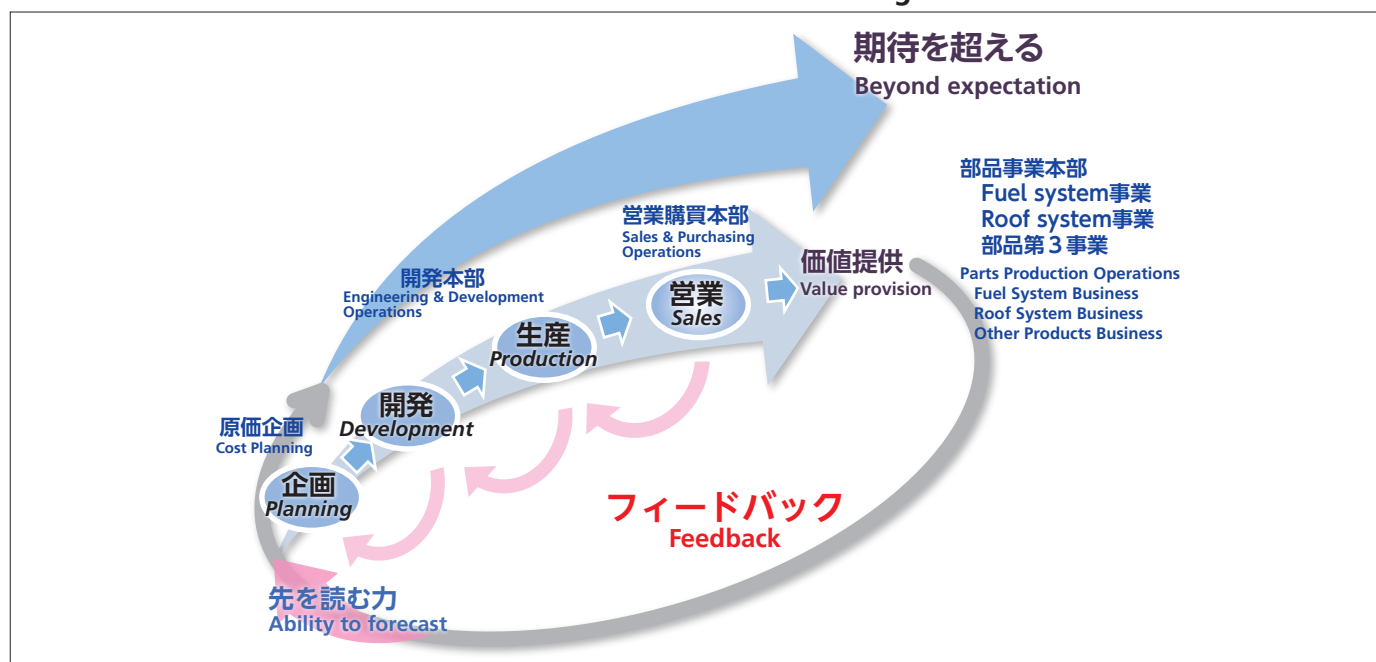 期待を超える
Beyond expectation
部品事業本部
Fuel system事業
Roof system事業
部品第3事業
Parts Production Operations
Fuel System Business
Roof System Business
Other Products Business
営業購買本部
Sales & Purchasing
Operations
価値提供
Value provision
営業
Sales
開発本部
Engineering & Development
Operations
生産
Production
開発
Development
原価企画
Cost Planning
企画
Planning
フィードバック
Feedback
先を読む力
Ability to forecast